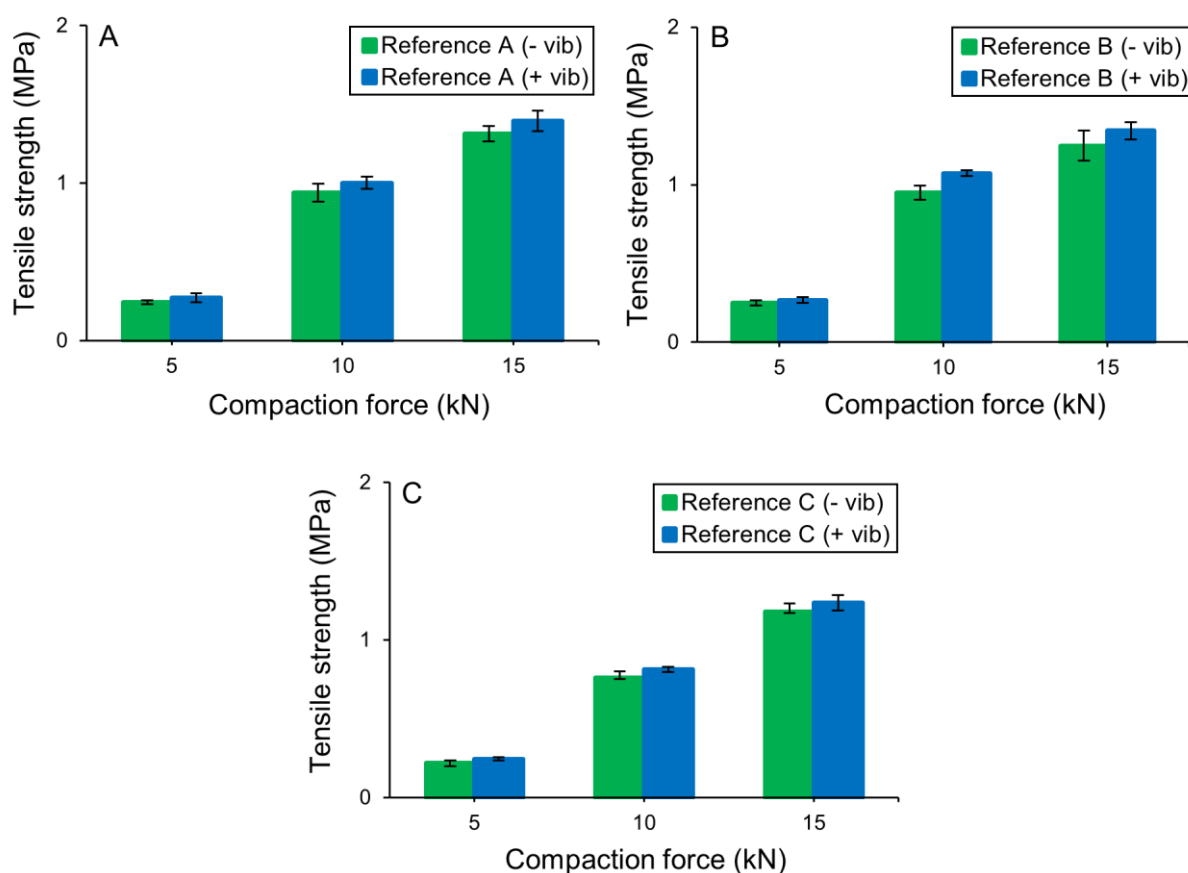 A
Reference A (- vib)
Reference A (+ vib)
Tensile strength (MPa)
2
1
0
5
10
15
Compaction force (kN)
B
Reference B (- vib)
Reference B (+ vib)
Tensile strength (MPa)
2
1
0
5
10
15
Compaction force (kN)
C
Reference C (- vib)
Reference C (+ vib)
Tensile strength (MPa)
2
1
0
5
10
15
Compaction force (kN)